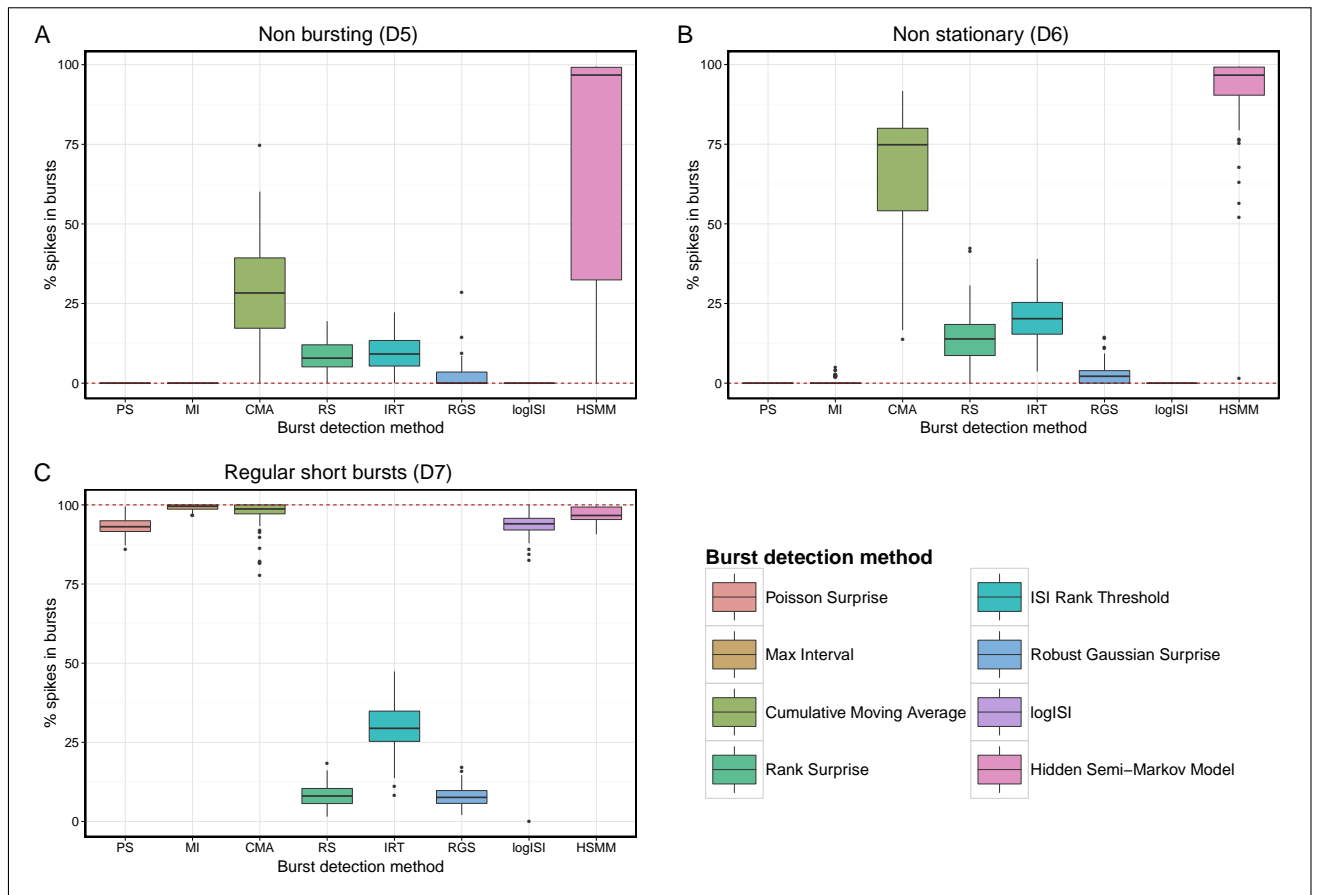 A
Non bursting (D5)
100
75
50
25
0
% spikes in bursts
PS MI CMA RS IRT RGS logISI HSMM
Burst detection method
B
Non stationary (D6)
100
75
50
25
0
% spikes in bursts
PS MI CMA RS IRT RGS logISI HSMM
Burst detection method
C
Regular short bursts (D7)
100
75
50
25
0
% spikes in bursts
PS MI CMA RS IRT RGS logISI HSMM
Burst detection method
Burst detection method
Poisson Surprise
Max Interval
Cumulative Moving Average
Rank Surprise
ISI Rank Threshold
Robust Gaussian Surprise
logISI
Hidden Semi−Markov Model